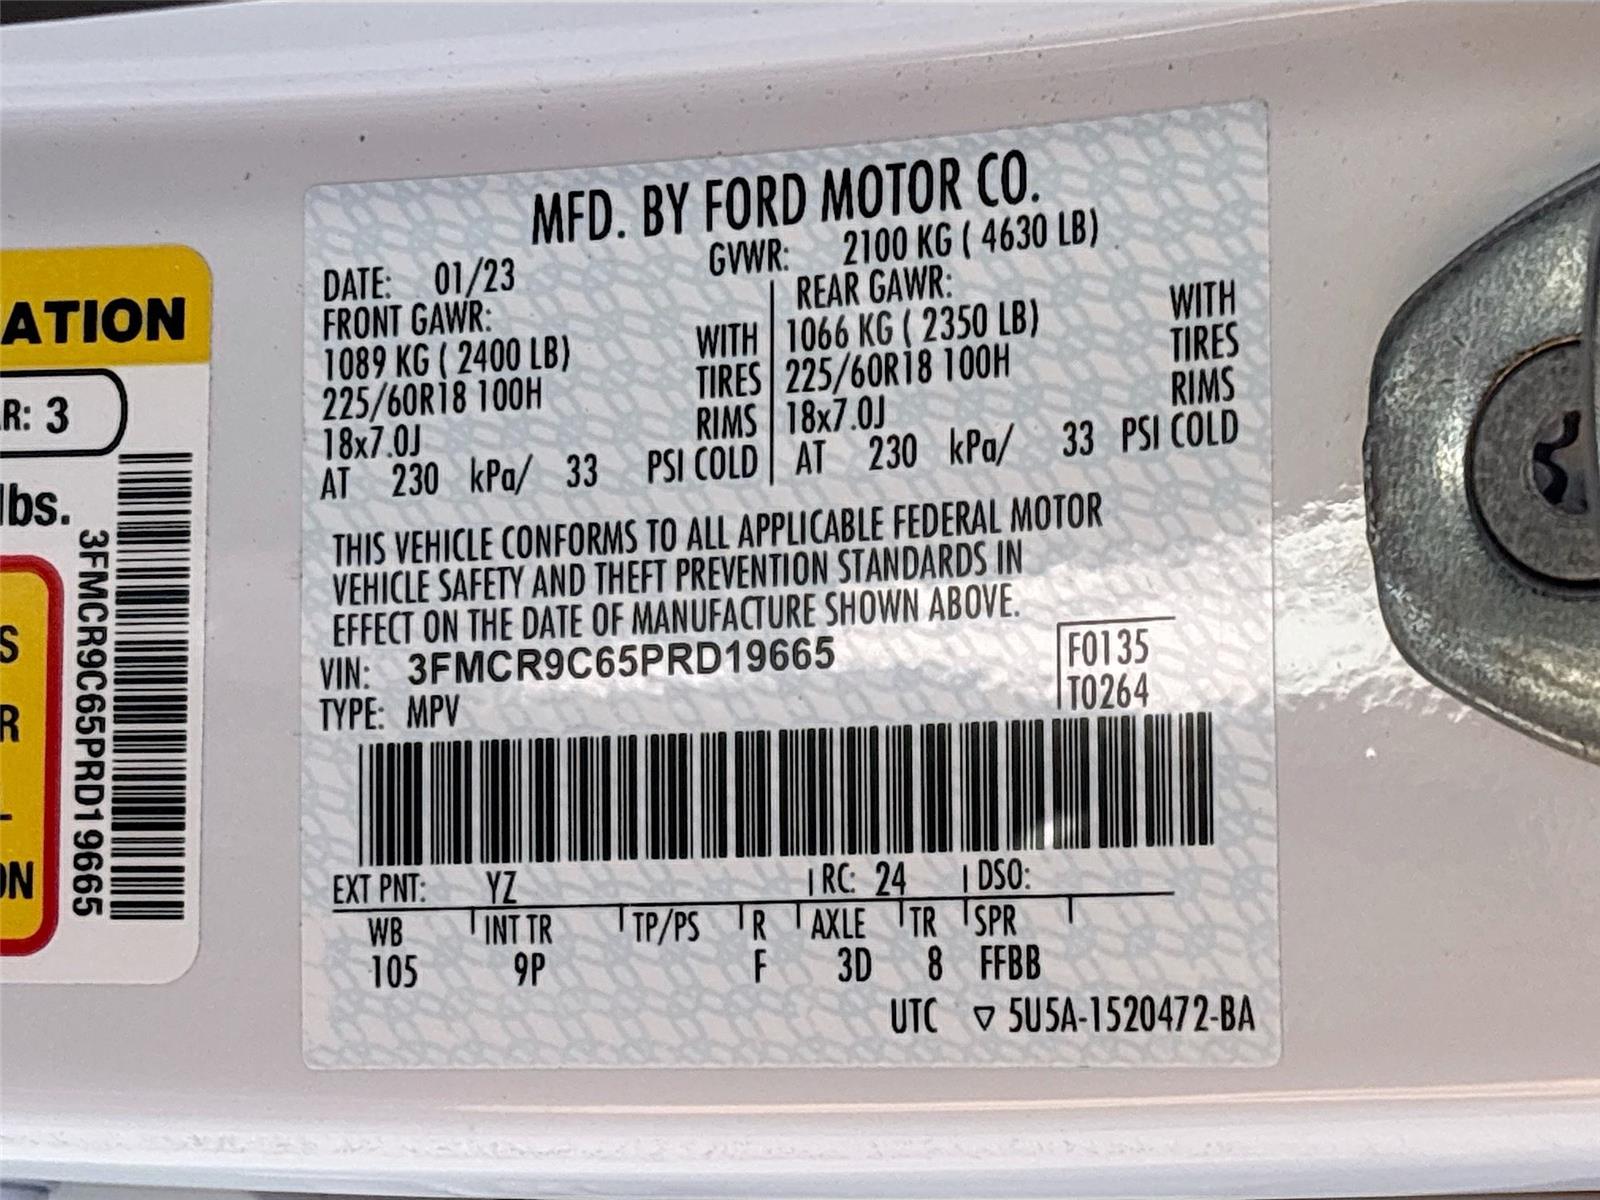 ATION
R: 3
lbs.
3FMCR9C65PRD19665
S
R
ON
MFD. BY FORD MOTOR CO.
DATE: 01/23 GVWR: 2100 KG ( 4630 LB)
FRONT GAWR: REAR GAWR:
1089 KG ( 2400 LB) WITH 1066 KG ( 2350 LB) WITH
225/60R18 100H TIRES 225/60R18 100H TIRES
18x7.0J RIMS 18x7.0J RIMS
AT 230 kPa/ 33 PSI COLD AT 230 kPa/ 33 PSI COLD
THIS VEHICLE CONFORMS TO ALL APPLICABLE FEDERAL MOTOR
VEHICLE SAFETY AND THEFT PREVENTION STANDARDS IN
EFFECT ON THE DATE OF MANUFACTURE SHOWN ABOVE.
VIN: 3FMCR9C65PRD19665 F0135
TYPE: MPV T0264
EXT PNT: YZ RC: 24 DSO:
WB INT TR TP/PS R AXLE TR SPR
105 9P F 3D 8 FFBB
UTC ▽ 5U5A-1520472-BA